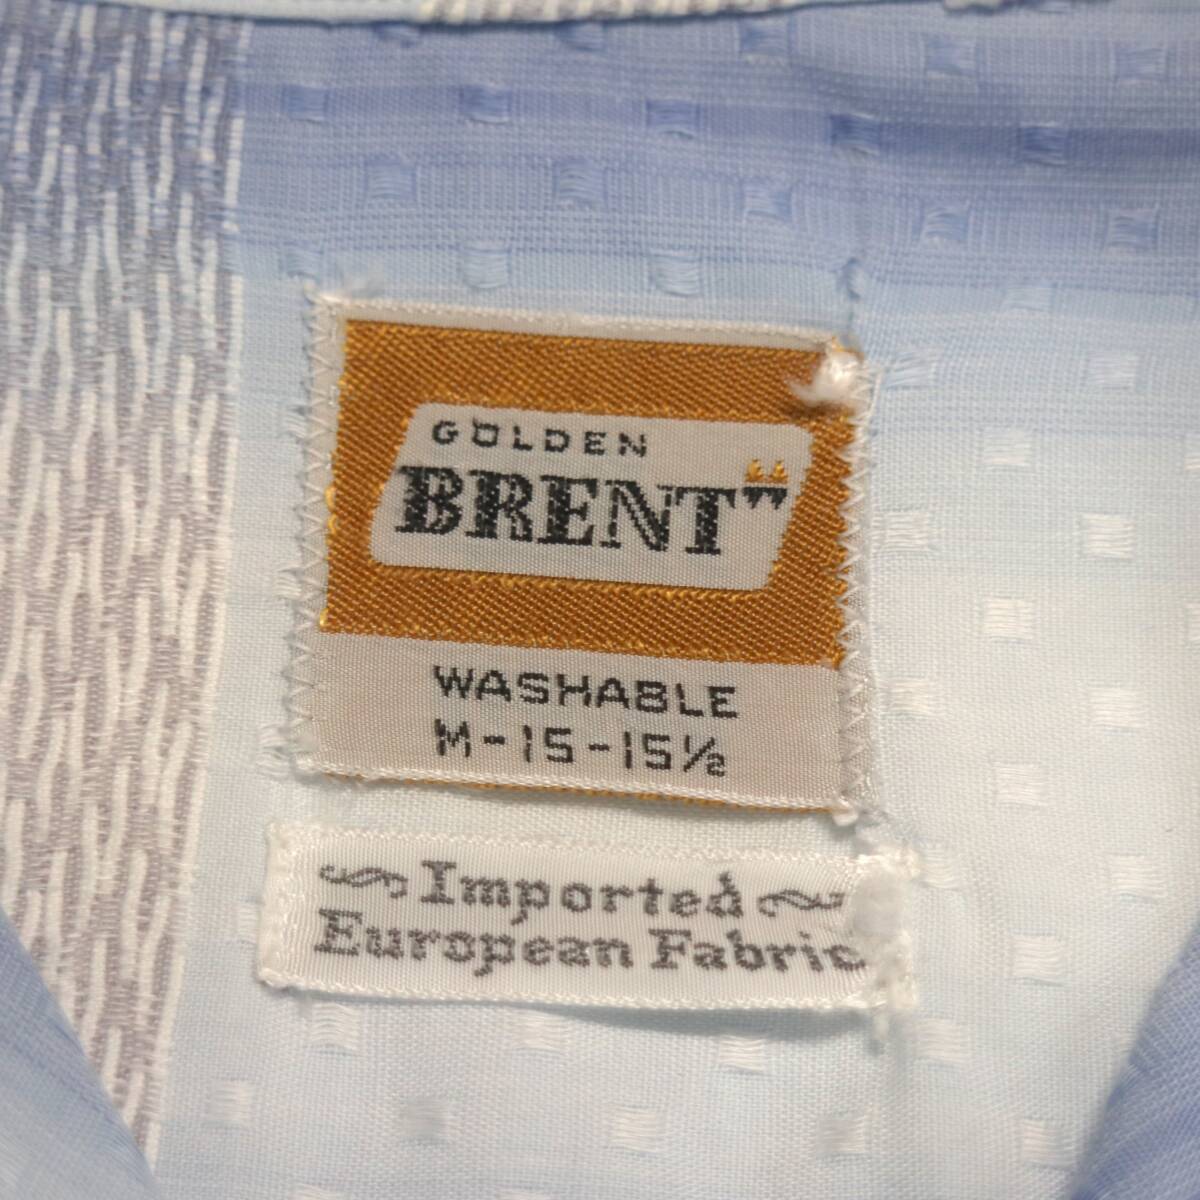 GOLDEN
BRENT
WASHABLE
M-15-15½
Imported
European Fabric